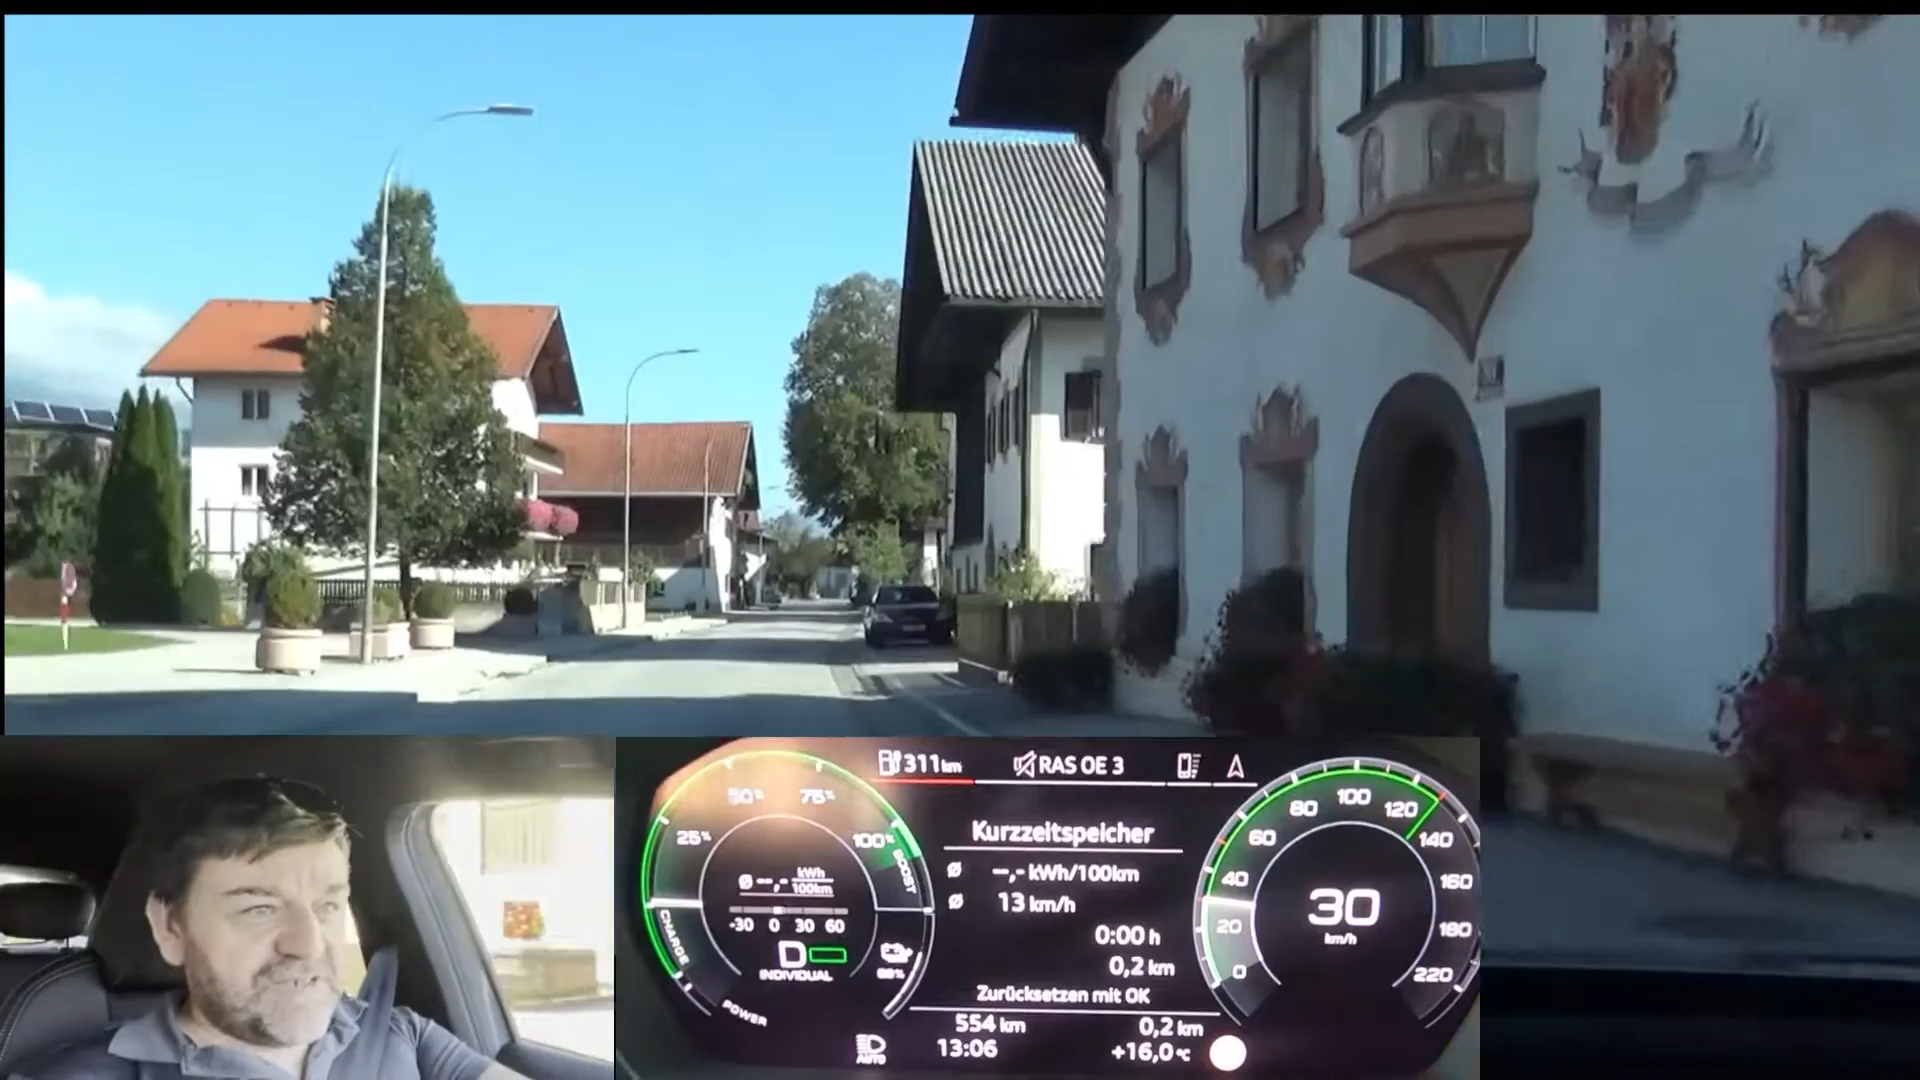 311 km
RAS OE 3
50%
75%
25%
100%
BOOST
CHARGE
POWER
Ø --,- kWh/100km
-30 0 30 60
D
INDIVIDUAL
Kurzzeitspeicher
Ø --,- kWh/100km
Ø 13 km/h
0:00 h
0,2 km
Zurücksetzen mit OK
554 km
0,2 km
AUTO
13:06
+16,0 °C
0
20
40
60
80
100
120
140
160
180
220
30
km/h